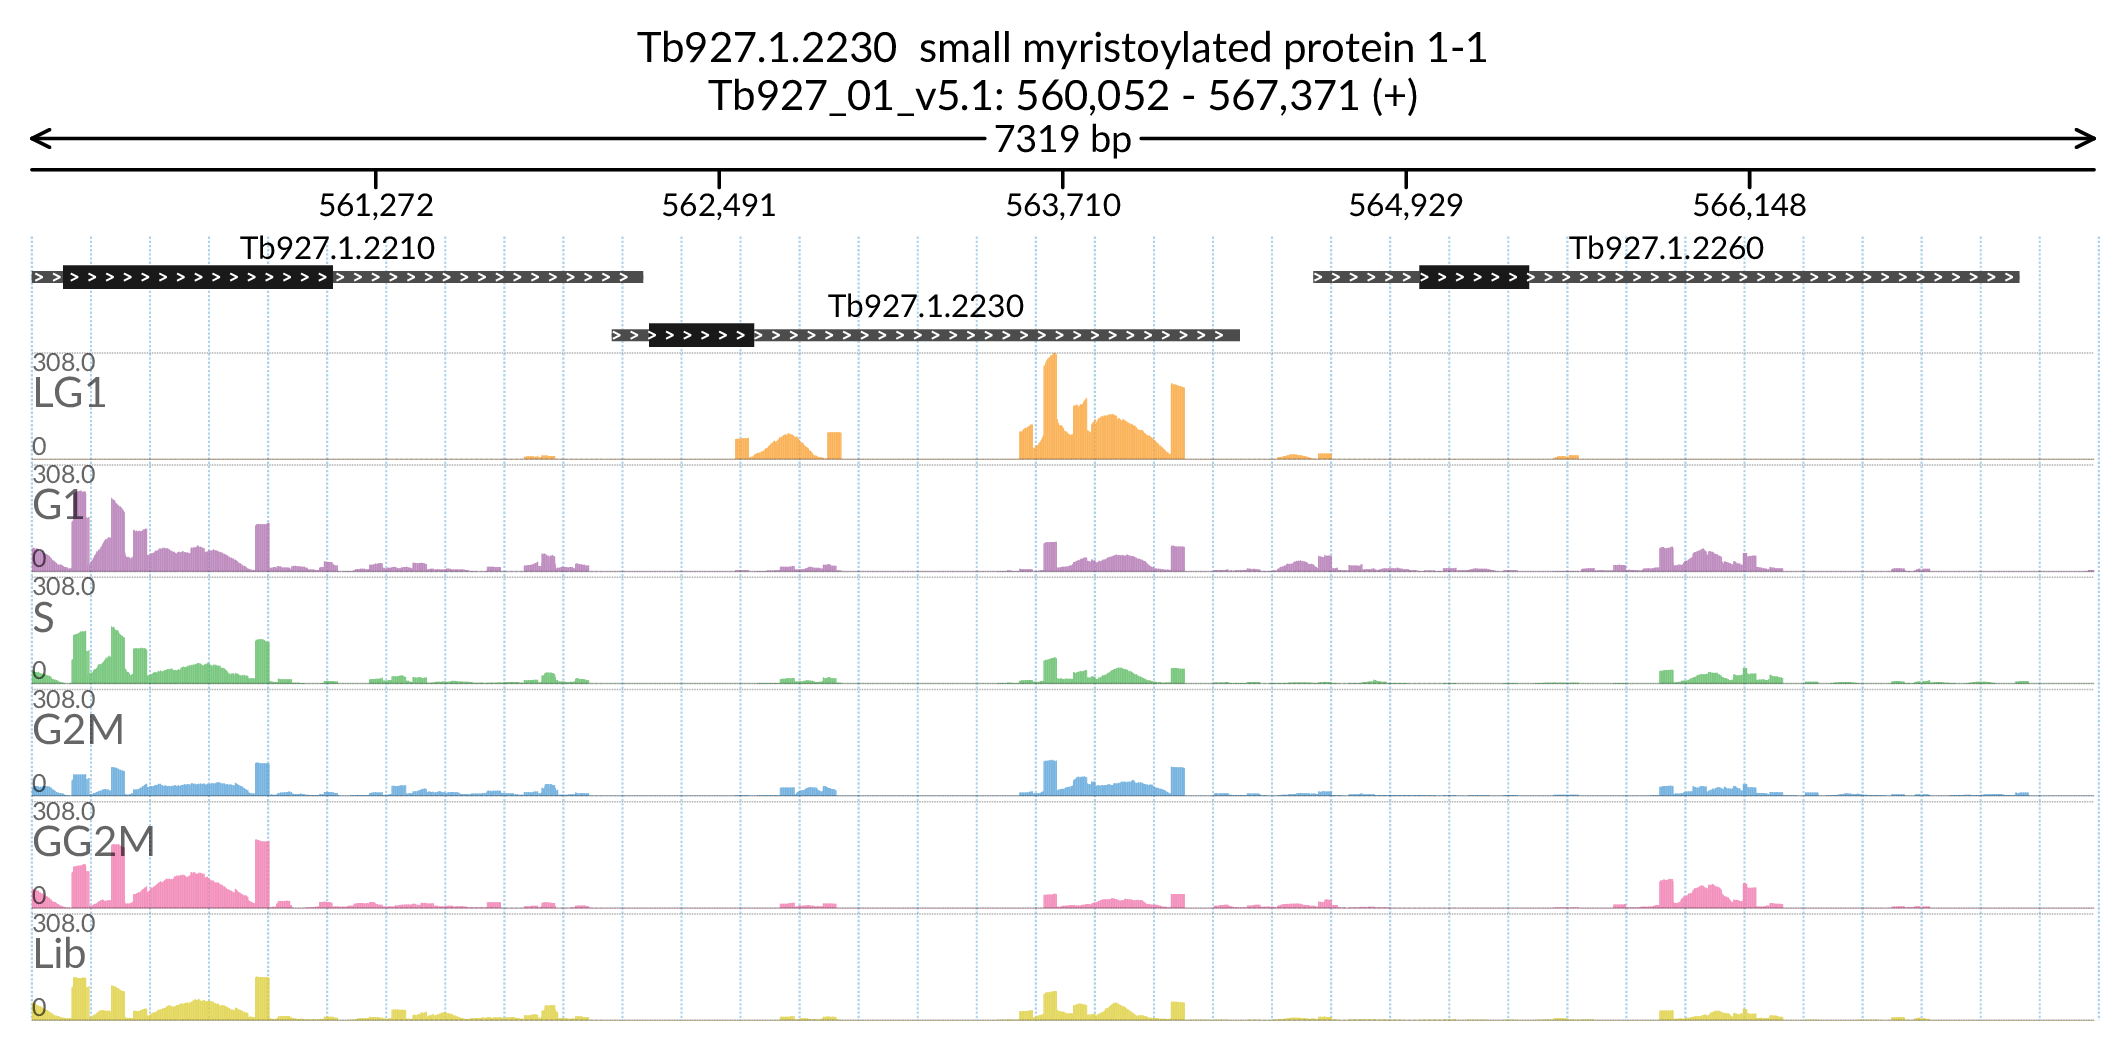 Tb927.1.2230  small myristoylated protein 1-1
Tb927_01_v5.1: 560,052 - 567,371 (+)
7319 bp
561,272 562,491 563,710 564,929 566,148
Tb927.1.2210 Tb927.1.2260
Tb927.1.2230
308.0
LG1
0
308.0
G1
0
308.0
S
0
308.0
G2M
0
308.0
GG2M
0
308.0
Lib
0